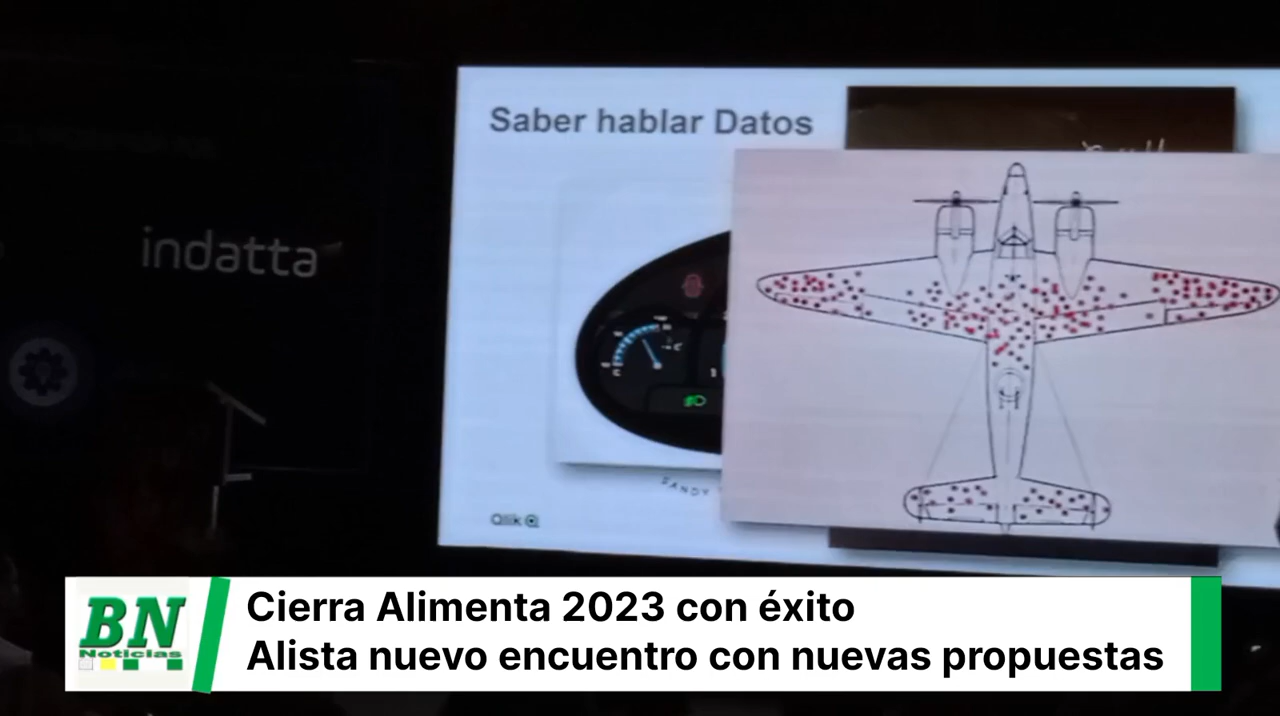 Saber hablar Datos
indatta
Qlik
BN
Noticias
Cierra Alimenta 2023 con éxito
Alista nuevo encuentro con nuevas propuestas